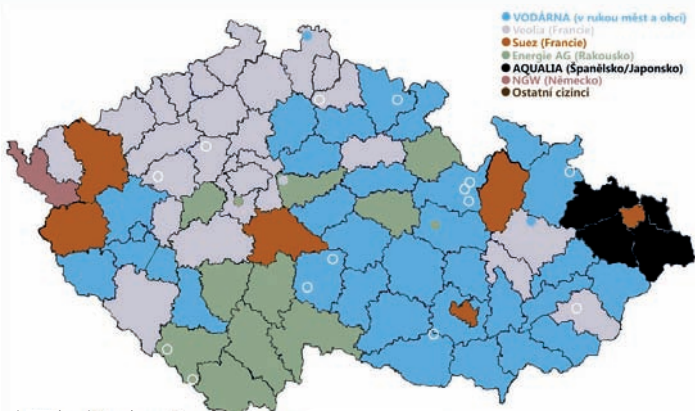 VODÁRNA (v rukou měst a obcí)
Veolia (Francie)
Suez (Francie)
Energie AG (Rakousko)
AQUALIA (Španělsko/Japonsko)
NGW (Německo)
Ostatní cizinci